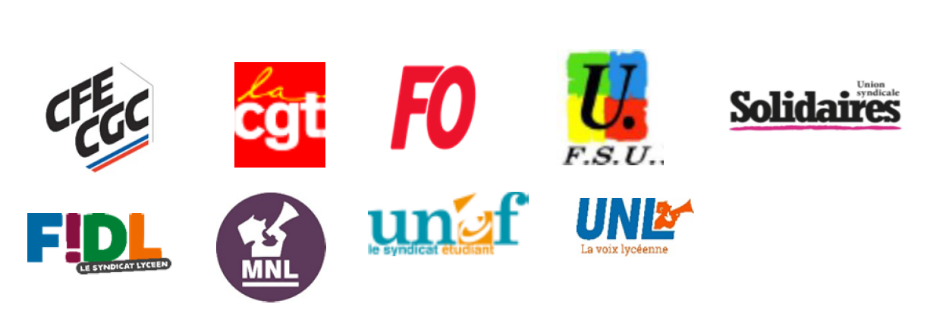 CFE
CGC
la
cgt
FO
U.
F.S.U..
Union
syndicale
Solidaires
F!DL
LE SYNDICAT LYCÉEN
MNL
unef
le syndicat étudiant
UNL
La voix lycéenne